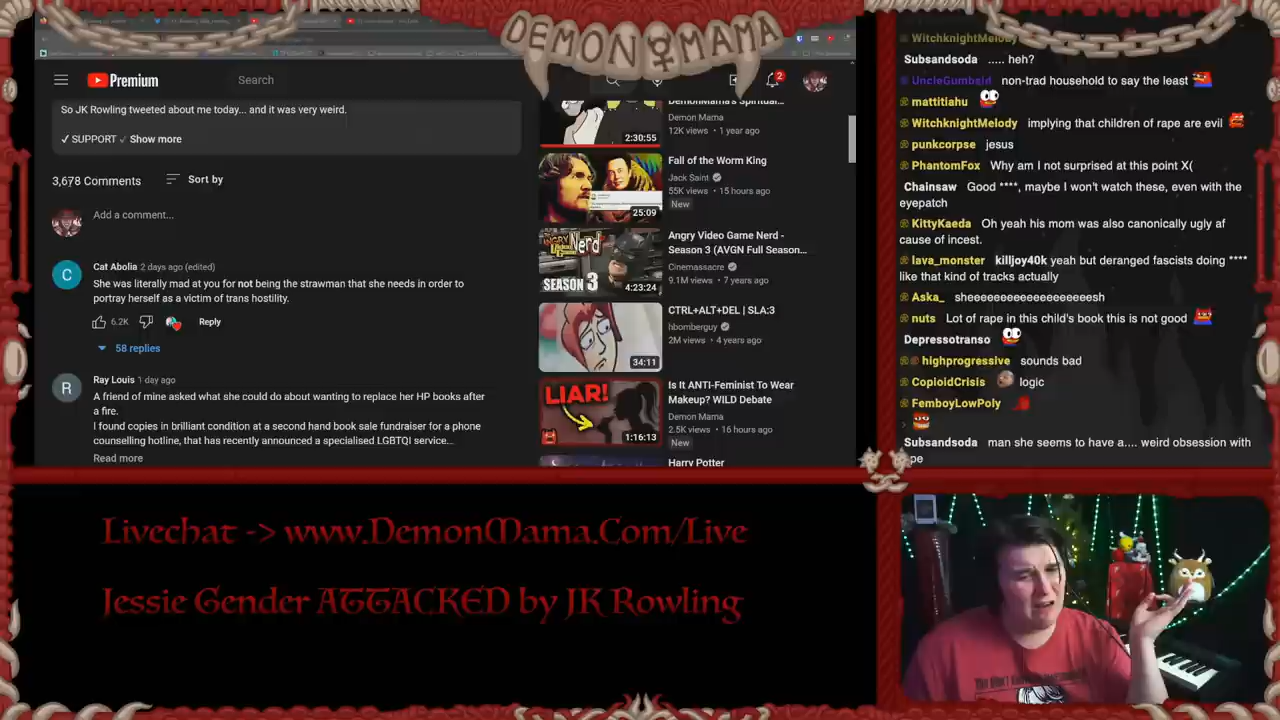 DEMON MAMA
Premium
Search
2
So JK Rowling tweeted about me today... and it was very weird.
✓ SUPPORT ✓ Show more
3,678 Comments
Sort by
Add a comment...
C
Cat Abolia 2 days ago (edited)
She was literally mad at you for not being the strawman that she needs in order to
portray herself as a victim of trans hostility.
6.2K
Reply
58 replies
R
Ray Louis 1 day ago
A friend of mine asked what she could do about wanting to replace her HP books after
a fire.
I found copies in brilliant condition at a second hand book sale fundraiser for a phone
counselling hotline, that has recently announced a specialised LGBTQI service...
Read more
DemonMama's Spiritual...
Demon Mama
12K views • 1 year ago
2:30:55
Fall of the Worm King
Jack Saint
55K views • 15 hours ago
New
25:09
Angry Video Game Nerd -
Season 3 (AVGN Full Season...
Cinemassacre
9.1M views • 7 years ago
THE ANGRY Nerd
SEASON 3
4:23:24
CTRL+ALT+DEL | SLA:3
hbomberguy
2M views • 4 years ago
34:11
Is It ANTI-Feminist To Wear
Makeup? WILD Debate
Demon Mama
2.5K views • 16 hours ago
New
LIAR!
1:16:13
Harry Potter
WitchknightMelody
Subsandsoda ..... heh?
UncleGumbsid non-trad household to say the least
mattitiahu
WitchknightMelody implying that children of rape are evil
punkcorpse jesus
PhantomFox Why am I not surprised at this point X(
Chainsaw Good ****, maybe I won't watch these, even with the
eyepatch
KittyKaeda Oh yeah his mom was also canonically ugly af
cause of incest.
lava_monster killjoy40k yeah but deranged fascists doing ****
like that kind of tracks actually
Aska_ sheeeeeeeeeeeeeeeeesh
nuts Lot of rape in this child's book this is not good
Depressotranso
highprogressive sounds bad
CopioidCrisis logic
FemboyLowPoly
Subsandsoda man she seems to have a.... weird obsession with
Livechat -> www.DemonMama.Com/Live
Jessie Gender ATTACKED by JK Rowling